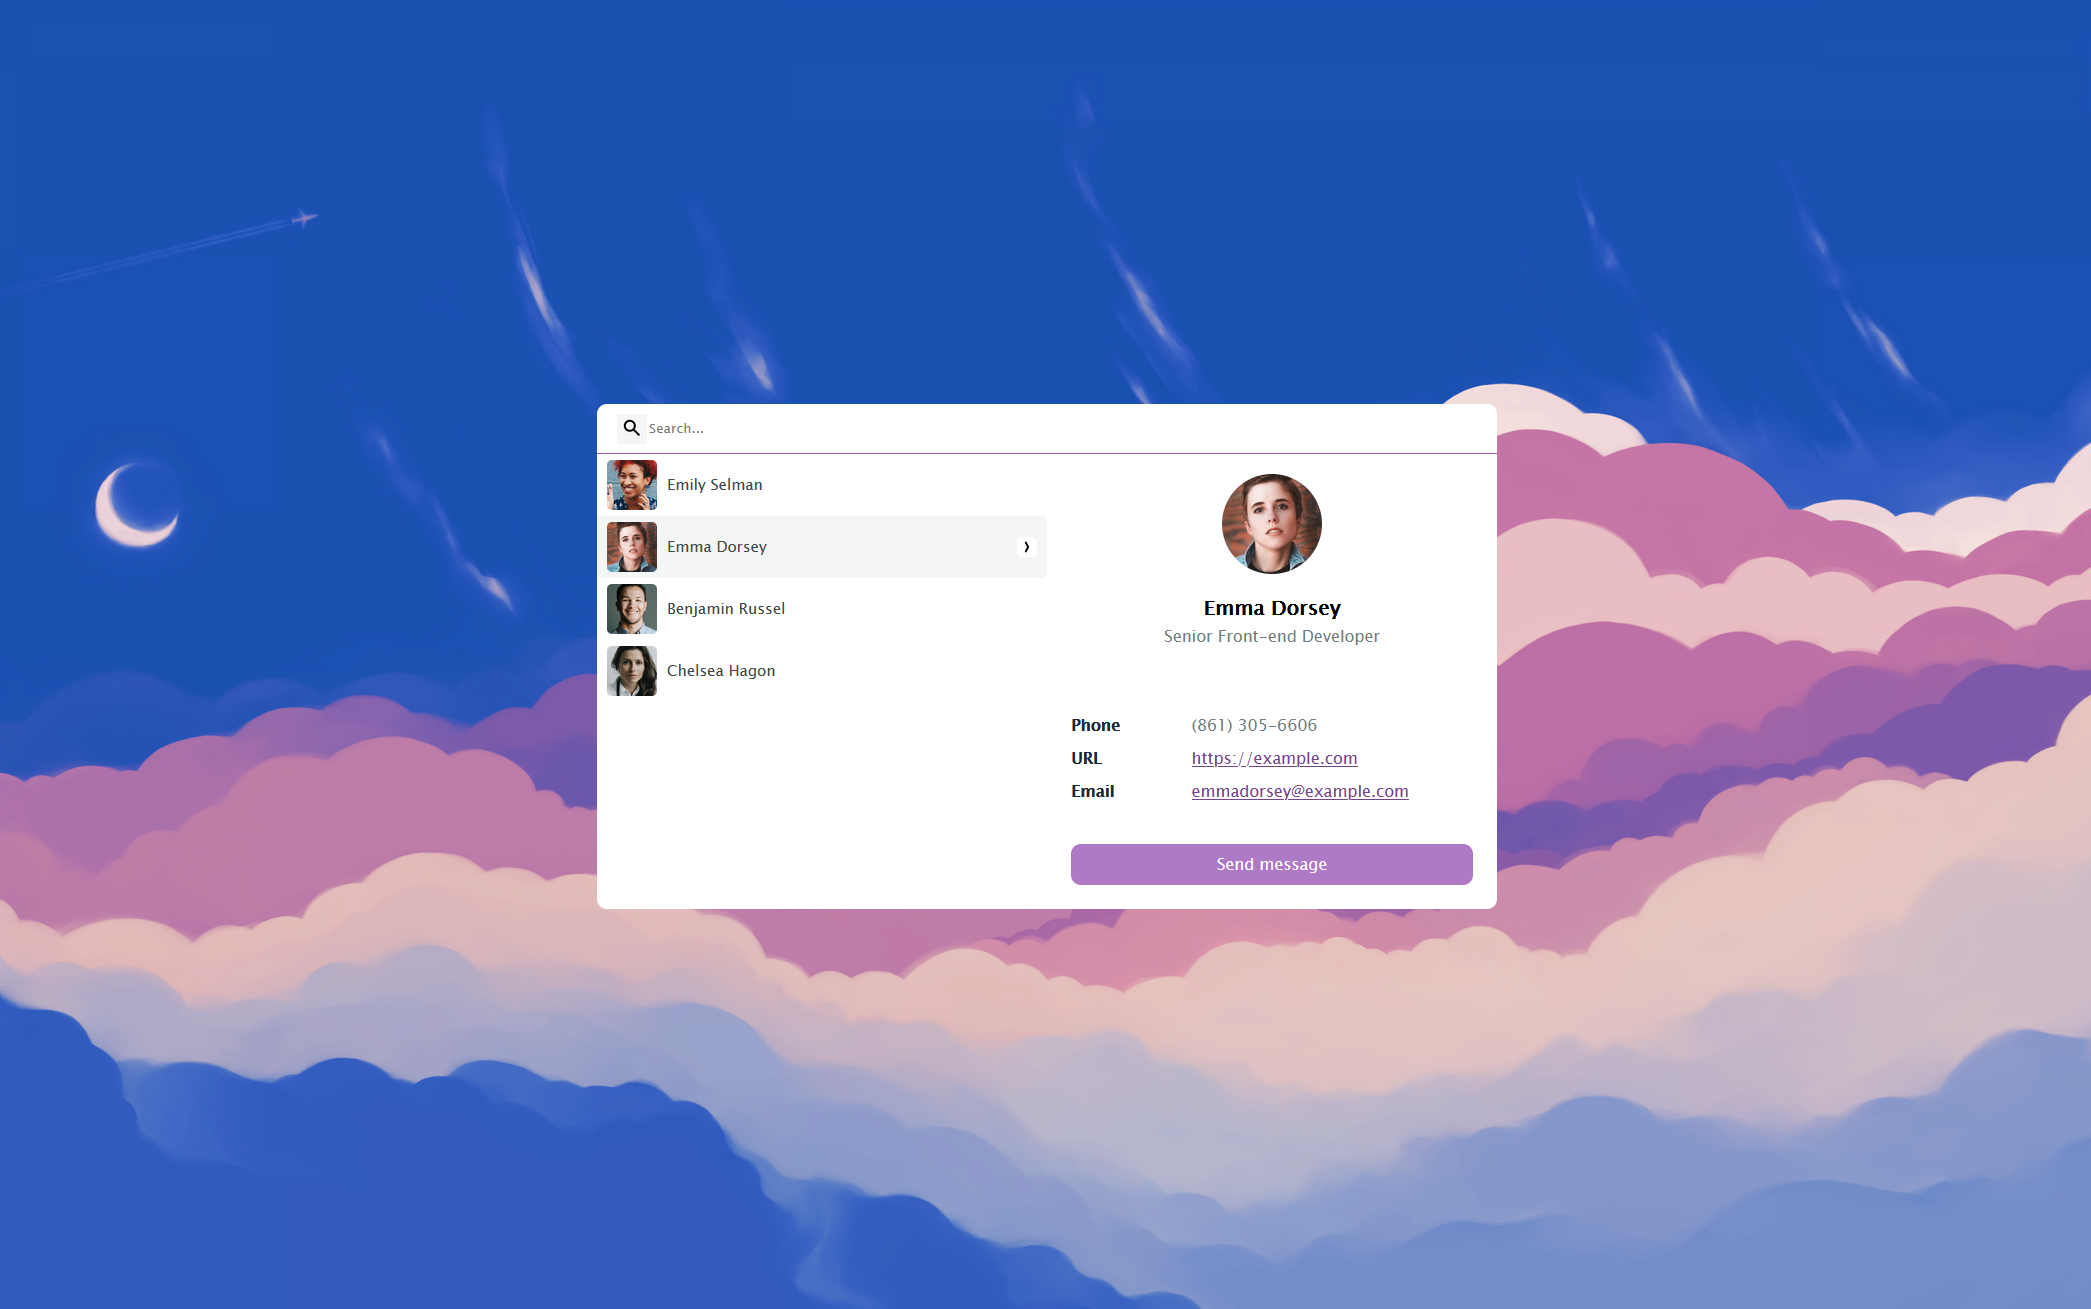 Search...
Emily Selman
Emma Dorsey
Benjamin Russel
Chelsea Hagon
Emma Dorsey
Senior Front-end Developer
Phone (861) 305-6606
URL https://example.com
Email emmadorsey@example.com
Send message